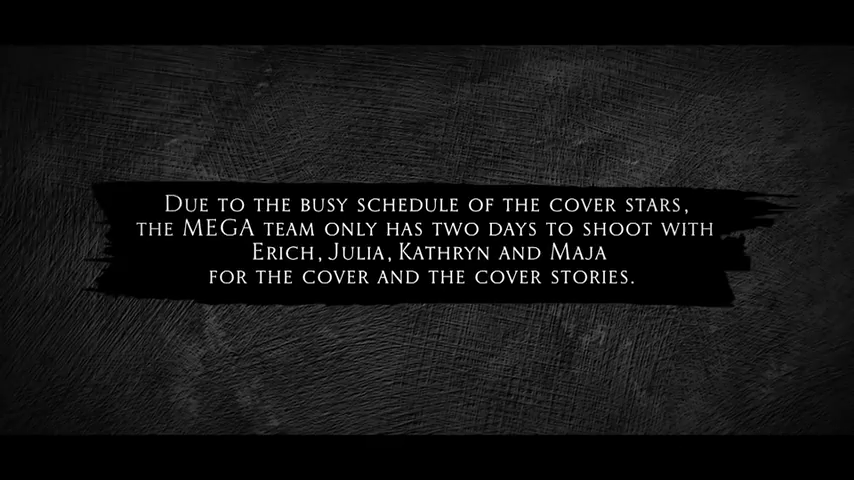 Due to the busy schedule of the cover stars,
the MEGA team only has two days to shoot with
Erich, Julia, Kathryn and Maja
for the cover and the cover stories.